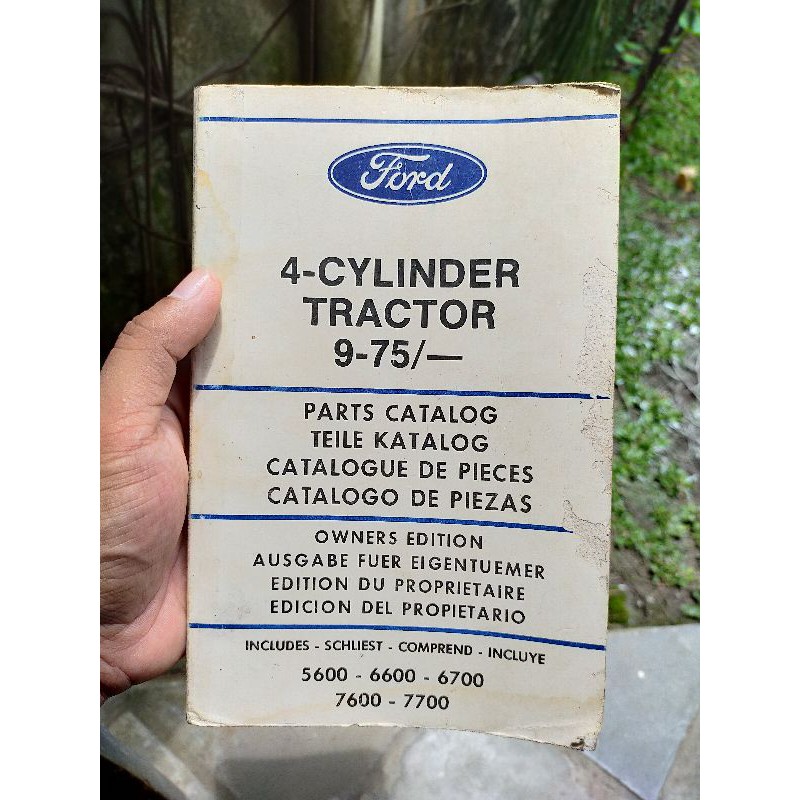 Ford
4-CYLINDER
TRACTOR
9-75/—
PARTS CATALOG
TEILE KATALOG
CATALOGUE DE PIECES
CATALOGO DE PIEZAS
OWNERS EDITION
AUSGABE FUER EIGENTUEMER
EDITION DU PROPRIETAIRE
EDICION DEL PROPIETARIO
INCLUDES - SCHLIEST - COMPREND - INCLUYE
5600 - 6600 - 6700
7600 - 7700